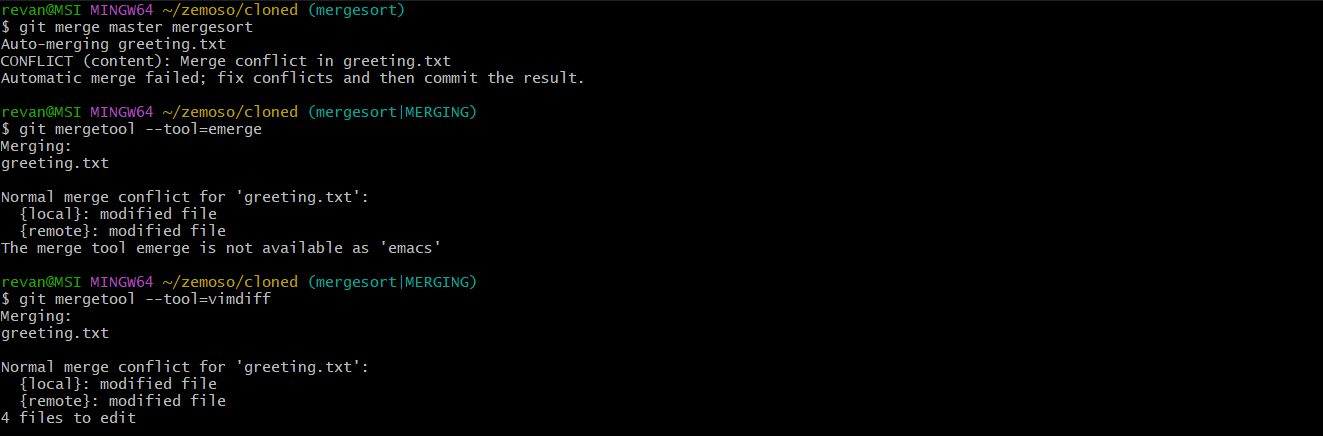 revan@MSI MINGW64 ~/zemoso/cloned (mergesort)
$ git merge master mergesort
Auto-merging greeting.txt
CONFLICT (content): Merge conflict in greeting.txt
Automatic merge failed; fix conflicts and then commit the result.
revan@MSI MINGW64 ~/zemoso/cloned (mergesort|MERGING)
$ git mergetool --tool=emerge
Merging:
greeting.txt
Normal merge conflict for 'greeting.txt':
  {local}: modified file
  {remote}: modified file
The merge tool emerge is not available as 'emacs'
revan@MSI MINGW64 ~/zemoso/cloned (mergesort|MERGING)
$ git mergetool --tool=vimdiff
Merging:
greeting.txt
Normal merge conflict for 'greeting.txt':
  {local}: modified file
  {remote}: modified file
4 files to edit